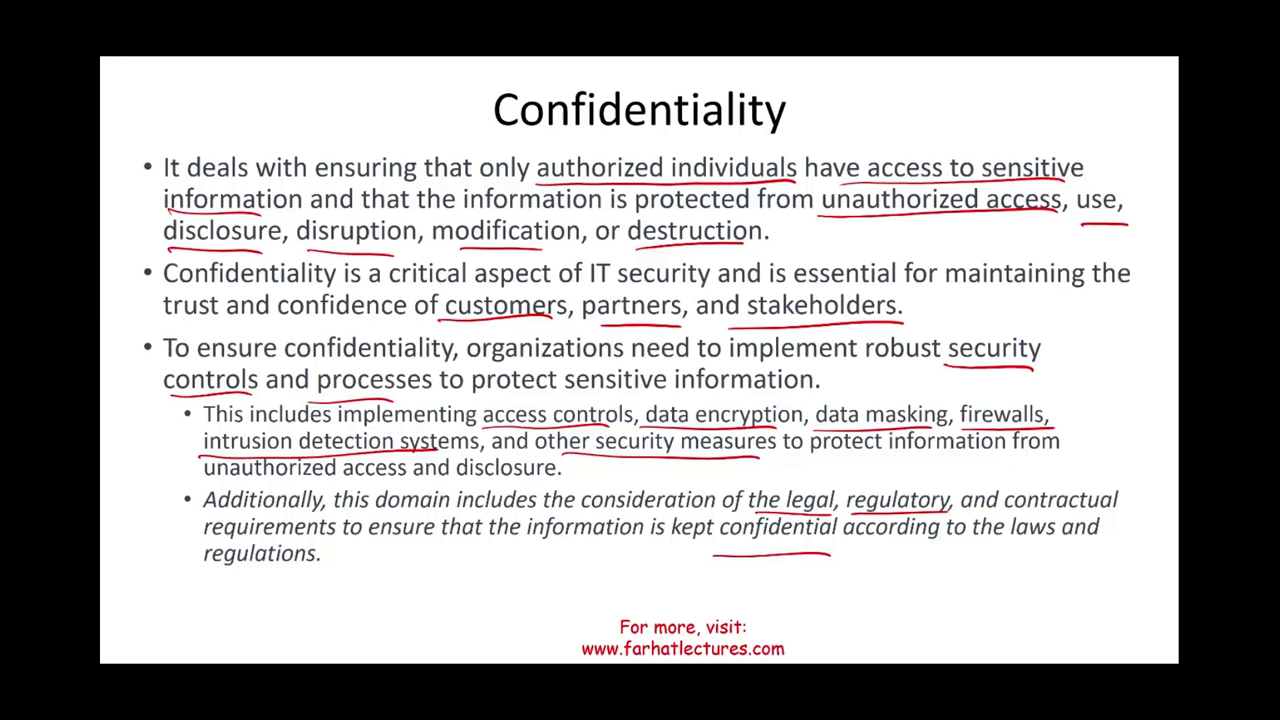 Confidentiality
• It deals with ensuring that only authorized individuals have access to sensitive
information and that the information is protected from unauthorized access, use,
disclosure, disruption, modification, or destruction.
• Confidentiality is a critical aspect of IT security and is essential for maintaining the
trust and confidence of customers, partners, and stakeholders.
• To ensure confidentiality, organizations need to implement robust security
controls and processes to protect sensitive information.
• This includes implementing access controls, data encryption, data masking, firewalls,
intrusion detection systems, and other security measures to protect information from
unauthorized access and disclosure.
• Additionally, this domain includes the consideration of the legal, regulatory, and contractual
requirements to ensure that the information is kept confidential according to the laws and
regulations.
For more, visit:
www.farhatlectures.com